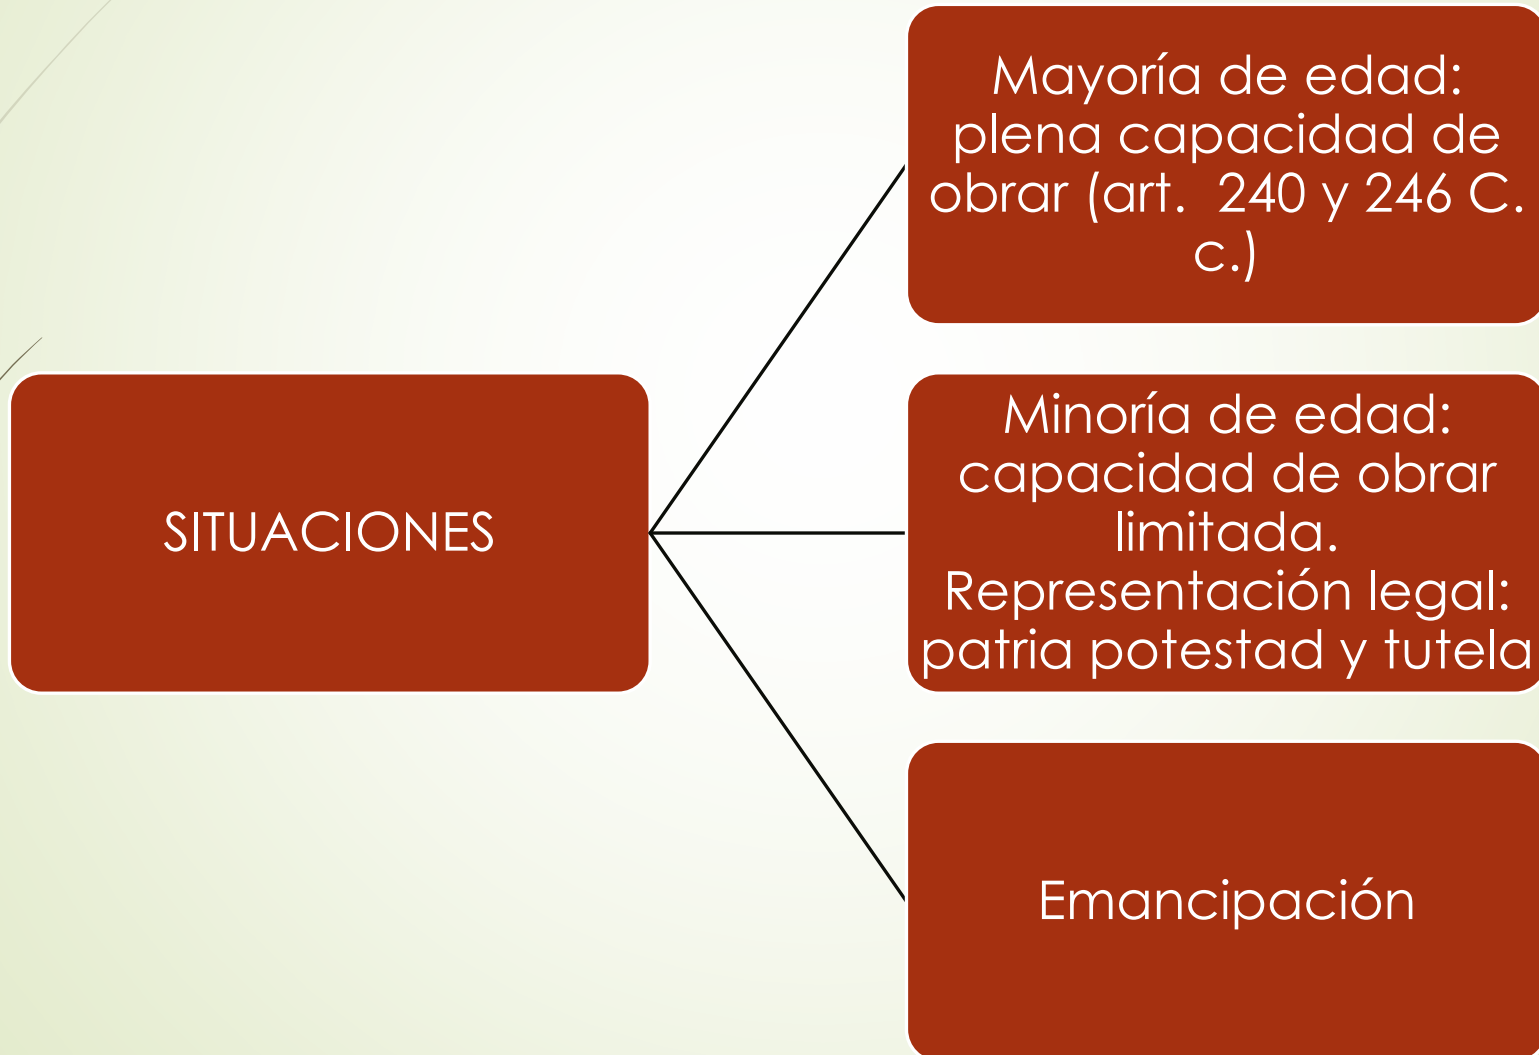 SITUACIONES
Mayoría de edad:
plena capacidad de
obrar (art.  240 y 246 C.
c.)
Minoría de edad:
capacidad de obrar
limitada.
Representación legal:
patria potestad y tutela
Emancipación